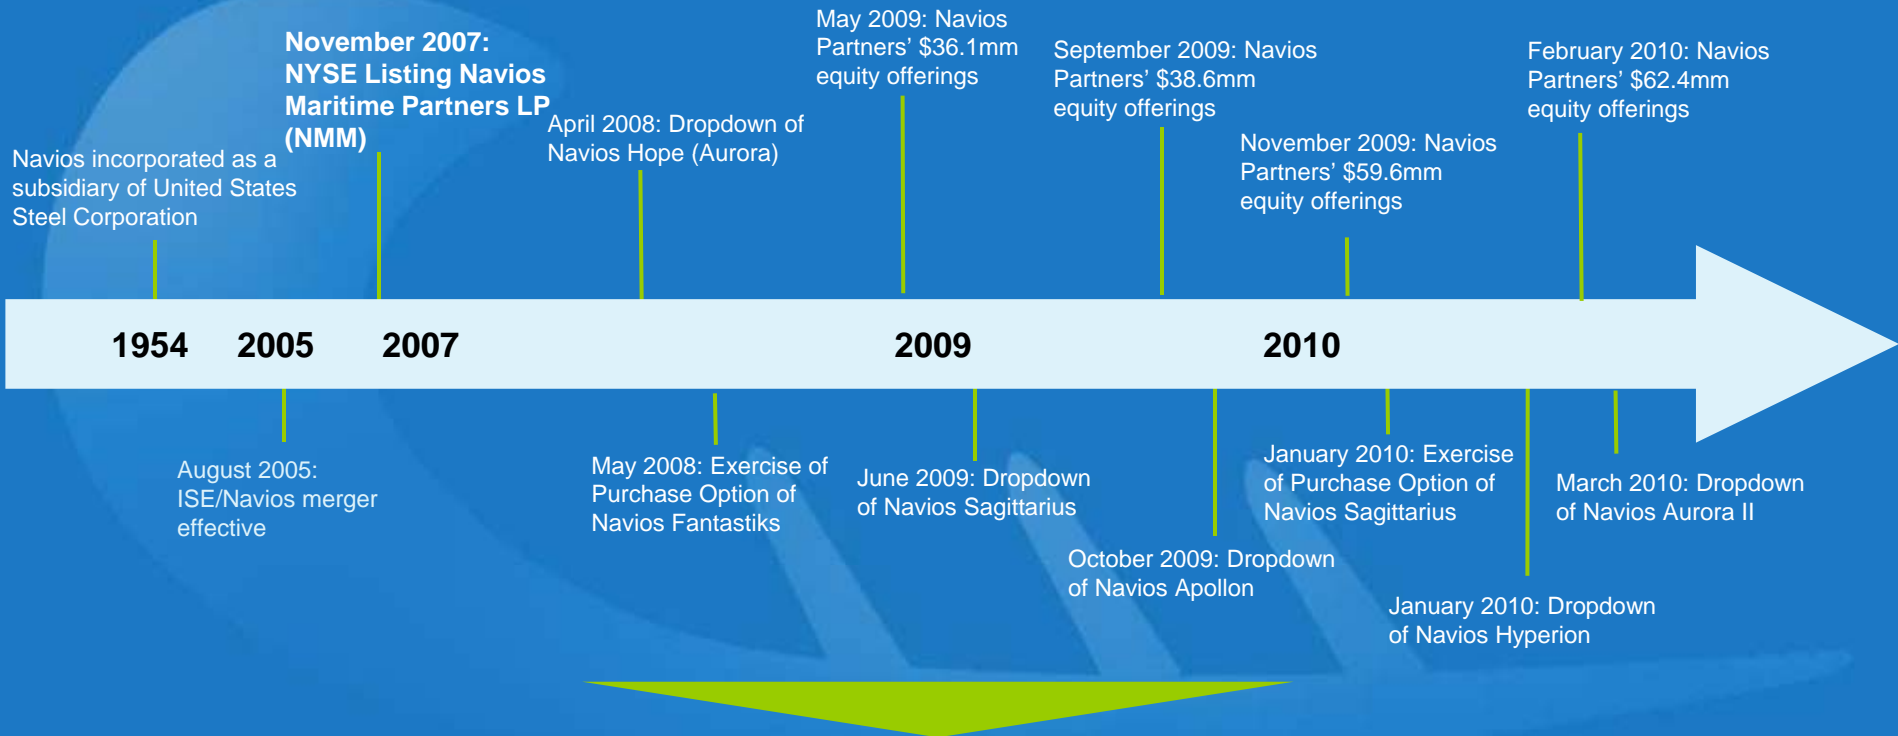 Navios incorporated as a
subsidiary of United States
Steel Corporation
November 2007:
NYSE Listing Navios
Maritime Partners LP
(NMM)
April 2008: Dropdown of
Navios Hope (Aurora)
May 2009: Navios
Partners’ $36.1mm
equity offerings
September 2009: Navios
Partners’ $38.6mm
equity offerings
November 2009: Navios
Partners’ $59.6mm
equity offerings
February 2010: Navios
Partners’ $62.4mm
equity offerings
1954 2005 2007 2009 2010
August 2005:
ISE/Navios merger
effective
May 2008: Exercise of
Purchase Option of
Navios Fantastiks
June 2009: Dropdown
of Navios Sagittarius
October 2009: Dropdown
of Navios Apollon
January 2010: Exercise
of Purchase Option of
Navios Sagittarius
January 2010: Dropdown
of Navios Hyperion
March 2010: Dropdown
of Navios Aurora II